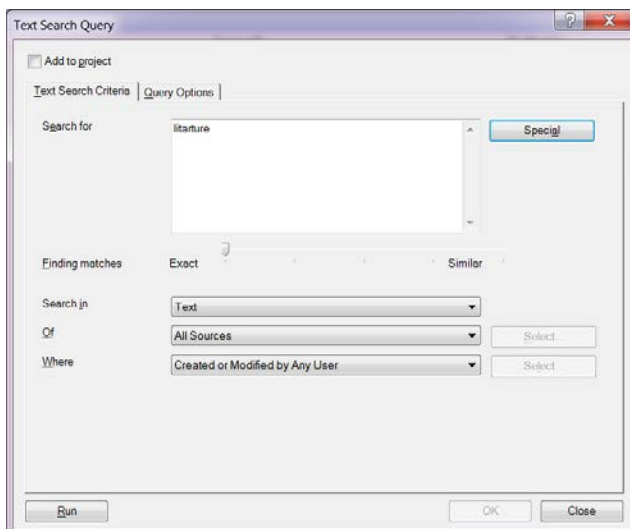 Text Search Query
Add to project
Text Search Criteria Query Options
Search for litarture Special
Finding matches Exact Similar
Search in Text
Of All Sources Select...
Where Created or Modified by Any User Select...
Run OK Close